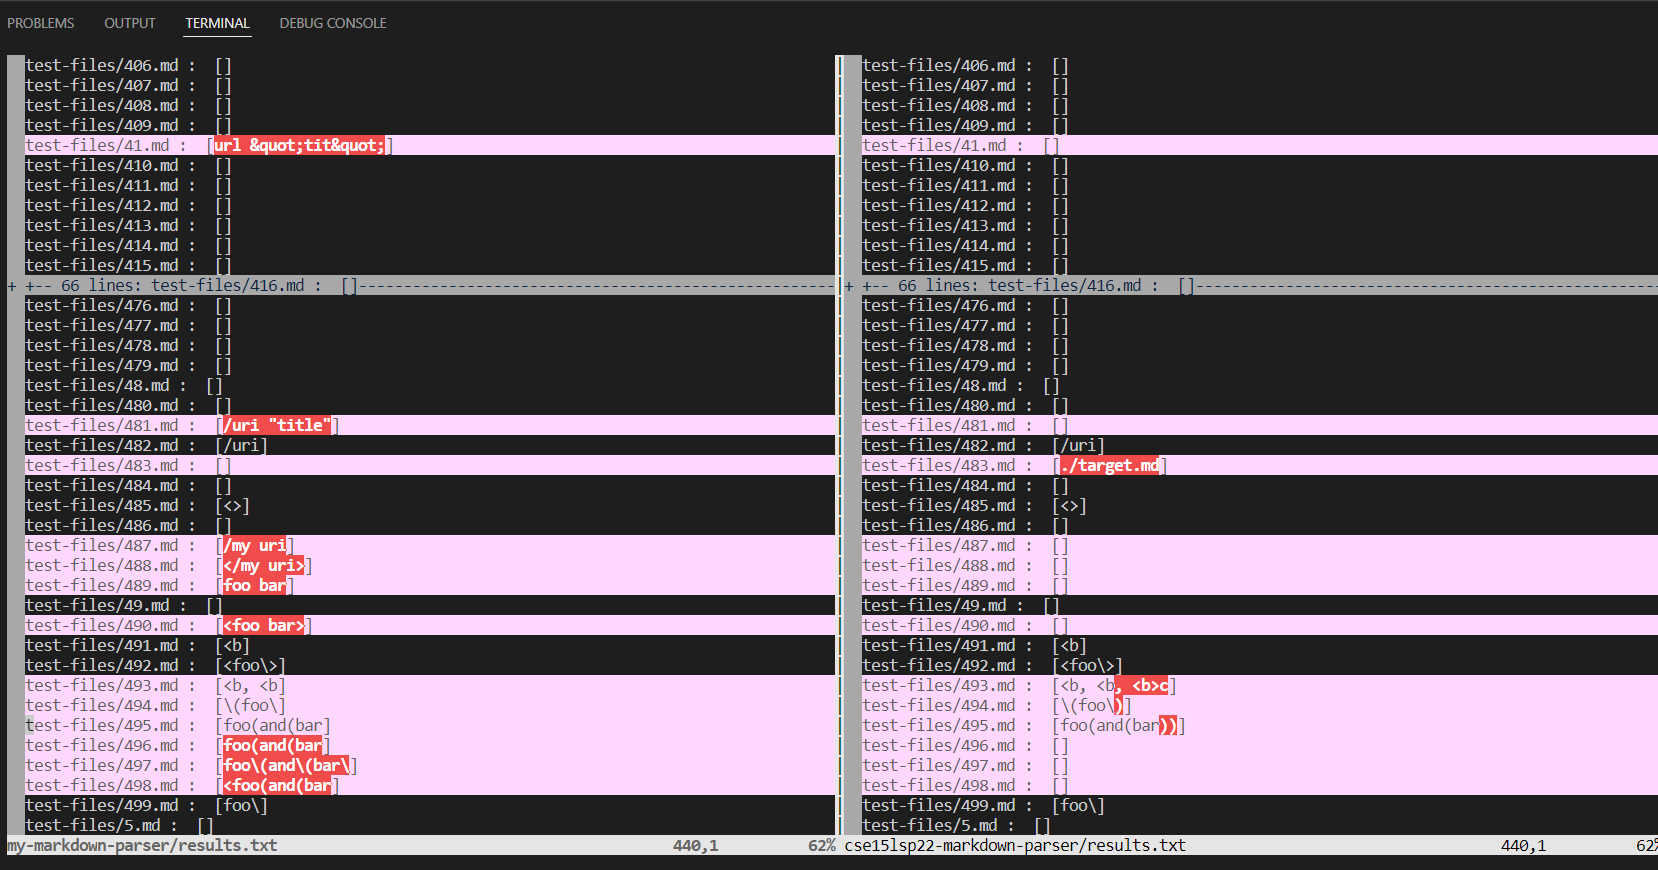 PROBLEMS OUTPUT TERMINAL DEBUG CONSOLE
test-files/406.md :  []
test-files/407.md :  []
test-files/408.md :  []
test-files/409.md :  []
test-files/41.md :  [url &quot;tit&quot;]
test-files/410.md :  []
test-files/411.md :  []
test-files/412.md :  []
test-files/413.md :  []
test-files/414.md :  []
test-files/415.md :  []
+ +-- 66 lines: test-files/416.md :  []-----------------------------------------------------
test-files/476.md :  []
test-files/477.md :  []
test-files/478.md :  []
test-files/479.md :  []
test-files/48.md :  []
test-files/480.md :  []
test-files/481.md :  [/uri "title"]
test-files/482.md :  [/uri]
test-files/483.md :  []
test-files/484.md :  []
test-files/485.md :  [<>]
test-files/486.md :  []
test-files/487.md :  [/my uri]
test-files/488.md :  [</my uri>]
test-files/489.md :  [foo bar]
test-files/49.md :  []
test-files/490.md :  [<foo bar>]
test-files/491.md :  [<b]
test-files/492.md :  [<foo\>]
test-files/493.md :  [<b, <b]
test-files/494.md :  [\(foo\]
test-files/495.md :  [foo(and(bar]
test-files/496.md :  [foo(and(bar]
test-files/497.md :  [foo\(and\(bar\]
test-files/498.md :  [<foo(and(bar]
test-files/499.md :  [foo\]
test-files/5.md :  []
my-markdown-parser/results.txt 440,1 62%
test-files/406.md :  []
test-files/407.md :  []
test-files/408.md :  []
test-files/409.md :  []
test-files/41.md :  []
test-files/410.md :  []
test-files/411.md :  []
test-files/412.md :  []
test-files/413.md :  []
test-files/414.md :  []
test-files/415.md :  []
+ +-- 66 lines: test-files/416.md :  []---------------------------------------------------
test-files/476.md :  []
test-files/477.md :  []
test-files/478.md :  []
test-files/479.md :  []
test-files/48.md :  []
test-files/480.md :  []
test-files/481.md :  []
test-files/482.md :  [/uri]
test-files/483.md :  [./target.md]
test-files/484.md :  []
test-files/485.md :  [<>]
test-files/486.md :  []
test-files/487.md :  []
test-files/488.md :  []
test-files/489.md :  []
test-files/49.md :  []
test-files/490.md :  []
test-files/491.md :  [<b]
test-files/492.md :  [<foo\>]
test-files/493.md :  [<b, <b, <b>c]
test-files/494.md :  [\(foo\)]
test-files/495.md :  [foo(and(bar))]
test-files/496.md :  []
test-files/497.md :  []
test-files/498.md :  []
test-files/499.md :  [foo\]
test-files/5.md :  []
cse15lsp22-markdown-parser/results.txt 440,1 62%